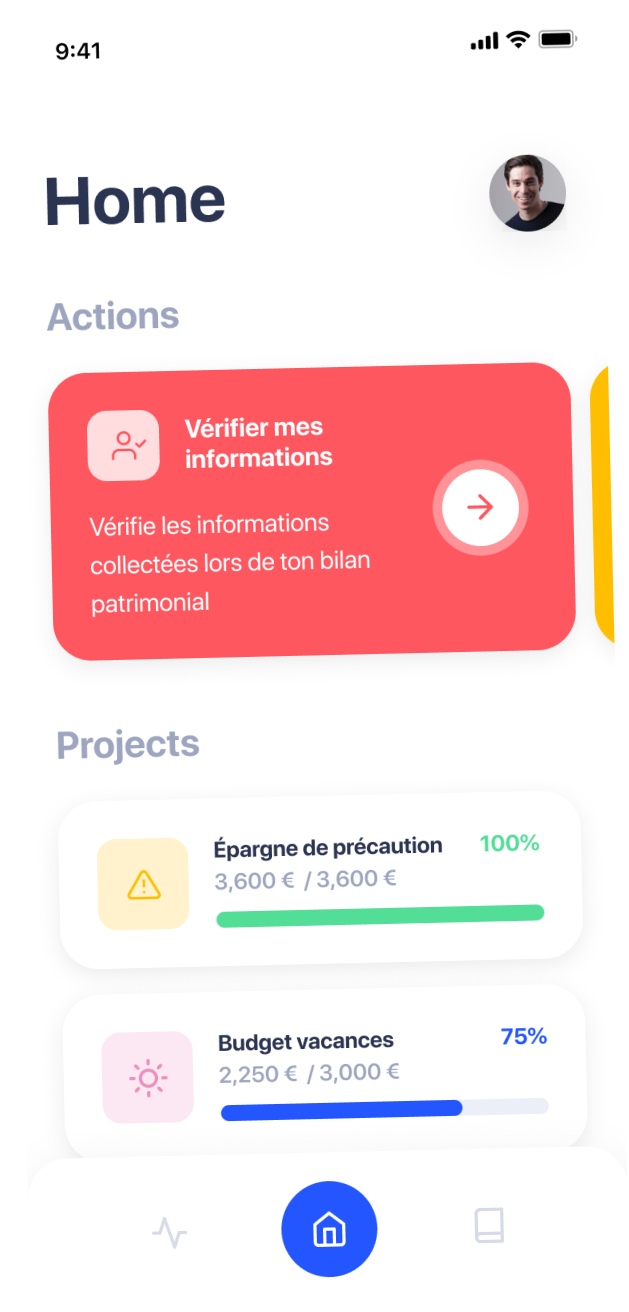 9:41
Home
Actions
Vérifier mes
informations
Vérifie les informations
collectées lors de ton bilan
patrimonial
Projects
Épargne de précaution 100%
3,600 € / 3,600 €
Budget vacances 75%
2,250 € / 3,000 €